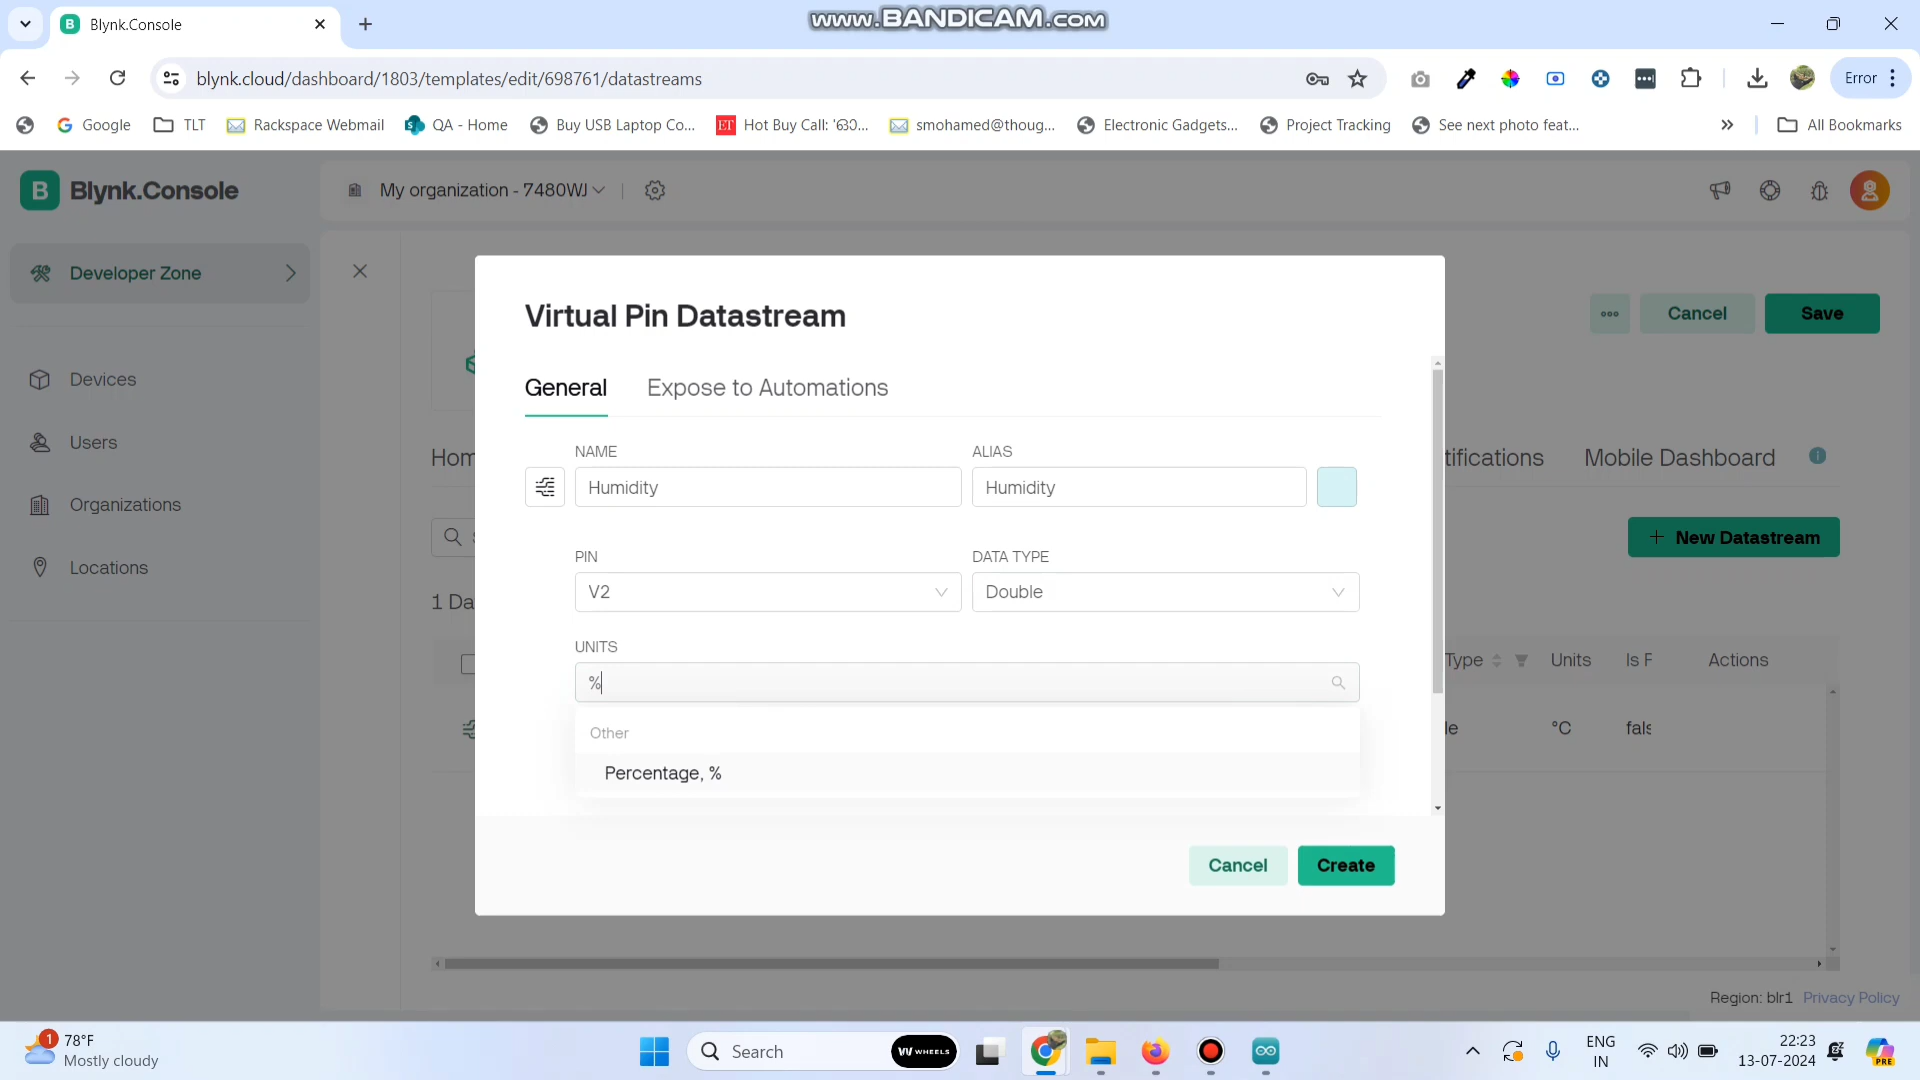 www.BANDICAM.com
B Blynk.Console
blynk.cloud/dashboard/1803/templates/edit/698761/datastreams
Error
Google
TLT
Rackspace Webmail
QA - Home
Buy USB Laptop Co...
ET Hot Buy Call: 'ဝိဘ...
smohamed@thoug...
Electronic Gadgets...
Project Tracking
See next photo feat...
All Bookmarks
B Blynk.Console
My organization - 7480WJ
Developer Zone
Devices
Users
Organizations
Locations
Cancel
Save
Hom
tifications
Mobile Dashboard
New Datastream
1 Da
Type
Units
Is F
Actions
le
°C
fals
Virtual Pin Datastream
General
Expose to Automations
NAME
ALIAS
Humidity
Humidity
PIN
DATA TYPE
V2
Double
UNITS
%
Other
Percentage, %
Cancel
Create
Region: blr1 Privacy Policy
1
78°F
Mostly cloudy
Search
WHEELS
ENG
IN
22:23
13-07-2024
PRE